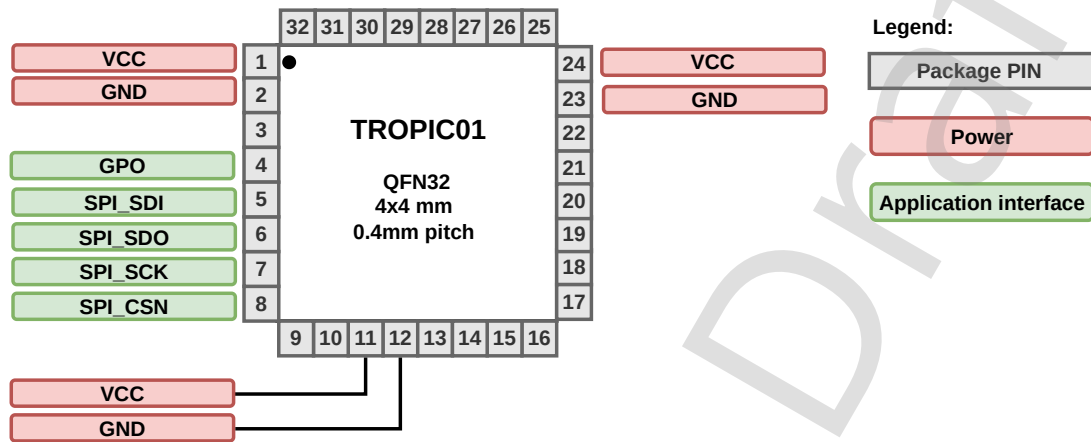 32 31 30 29 28 27 26 25
Legend:
VCC 1 24 VCC
Package PIN
GND 2 23 GND
3 TROPIC01 22
Power
GPO 4 21
QFN32
SPI_SDI 5 4x4 mm 20 Application interface
SPI_SDO 6 0.4mm pitch 19
SPI_SCK 7 18
SPI_CSN 8 17
9 10 11 12 13 14 15 16
VCC
GND